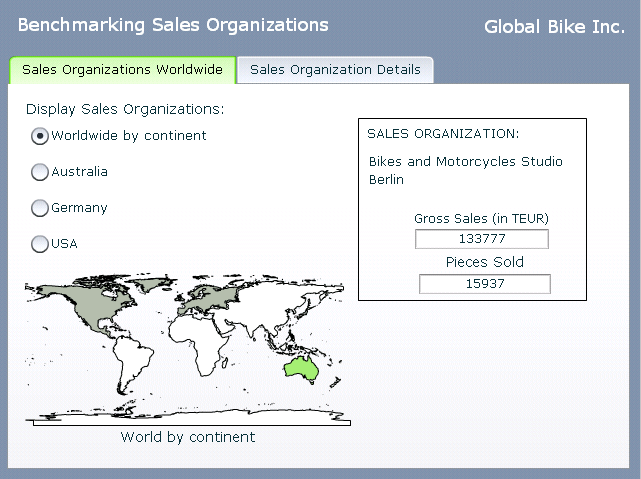 Benchmarking Sales Organizations
Global Bike Inc.
Sales Organizations Worldwide
Sales Organization Details
Display Sales Organizations:
Worldwide by continent
Australia
Germany
USA
SALES ORGANIZATION:
Bikes and Motorcycles Studio
Berlin
Gross Sales (in TEUR)
133777
Pieces Sold
15937
World by continent